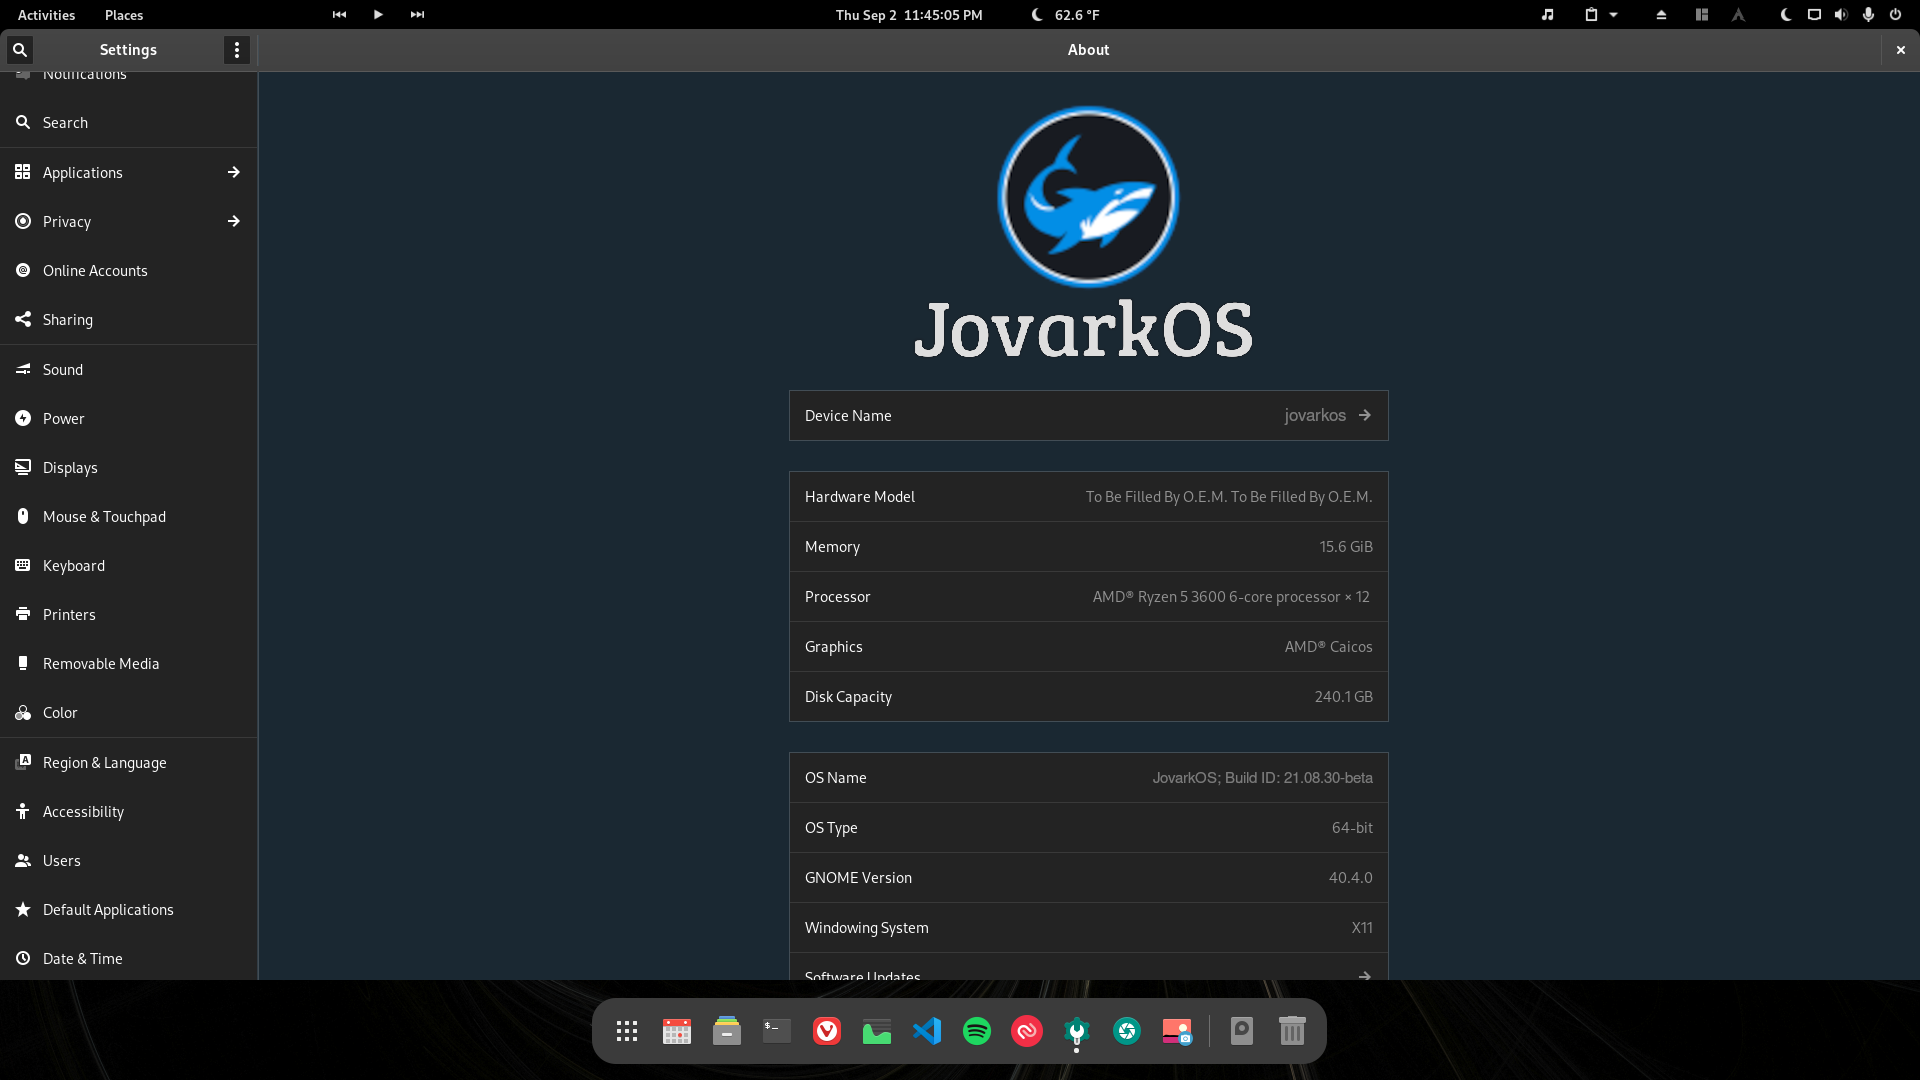 Activities Places Thu Sep 2 11:45:05 PM 62.6 °F
Settings About
Notifications
Search
Applications
Privacy
Online Accounts
Sharing
Sound
Power
Displays
Mouse & Touchpad
Keyboard
Printers
Removable Media
Color
Region & Language
Accessibility
Users
Default Applications
Date & Time
JovarkOS
Device Name jovarkos
Hardware Model To Be Filled By O.E.M. To Be Filled By O.E.M.
Memory 15.6 GiB
Processor AMD® Ryzen 5 3600 6-core processor × 12
Graphics AMD® Caicos
Disk Capacity 240.1 GB
OS Name JovarkOS; Build ID: 21.08.30-beta
OS Type 64-bit
GNOME Version 40.4.0
Windowing System X11
Software Updates
$_